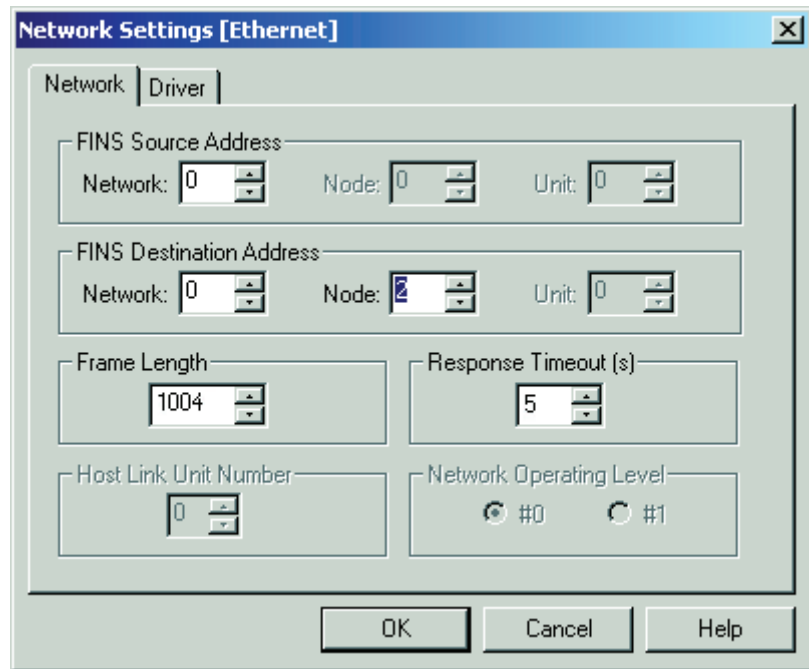 Network Settings [Ethernet]
Network Driver
FINS Source Address
Network: 0 Node: 0 Unit: 0
FINS Destination Address
Network: 0 Node: 2 Unit: 0
Frame Length Response Timeout (s)
1004 5
Host Link Unit Number Network Operating Level
0 #0 #1
OK Cancel Help